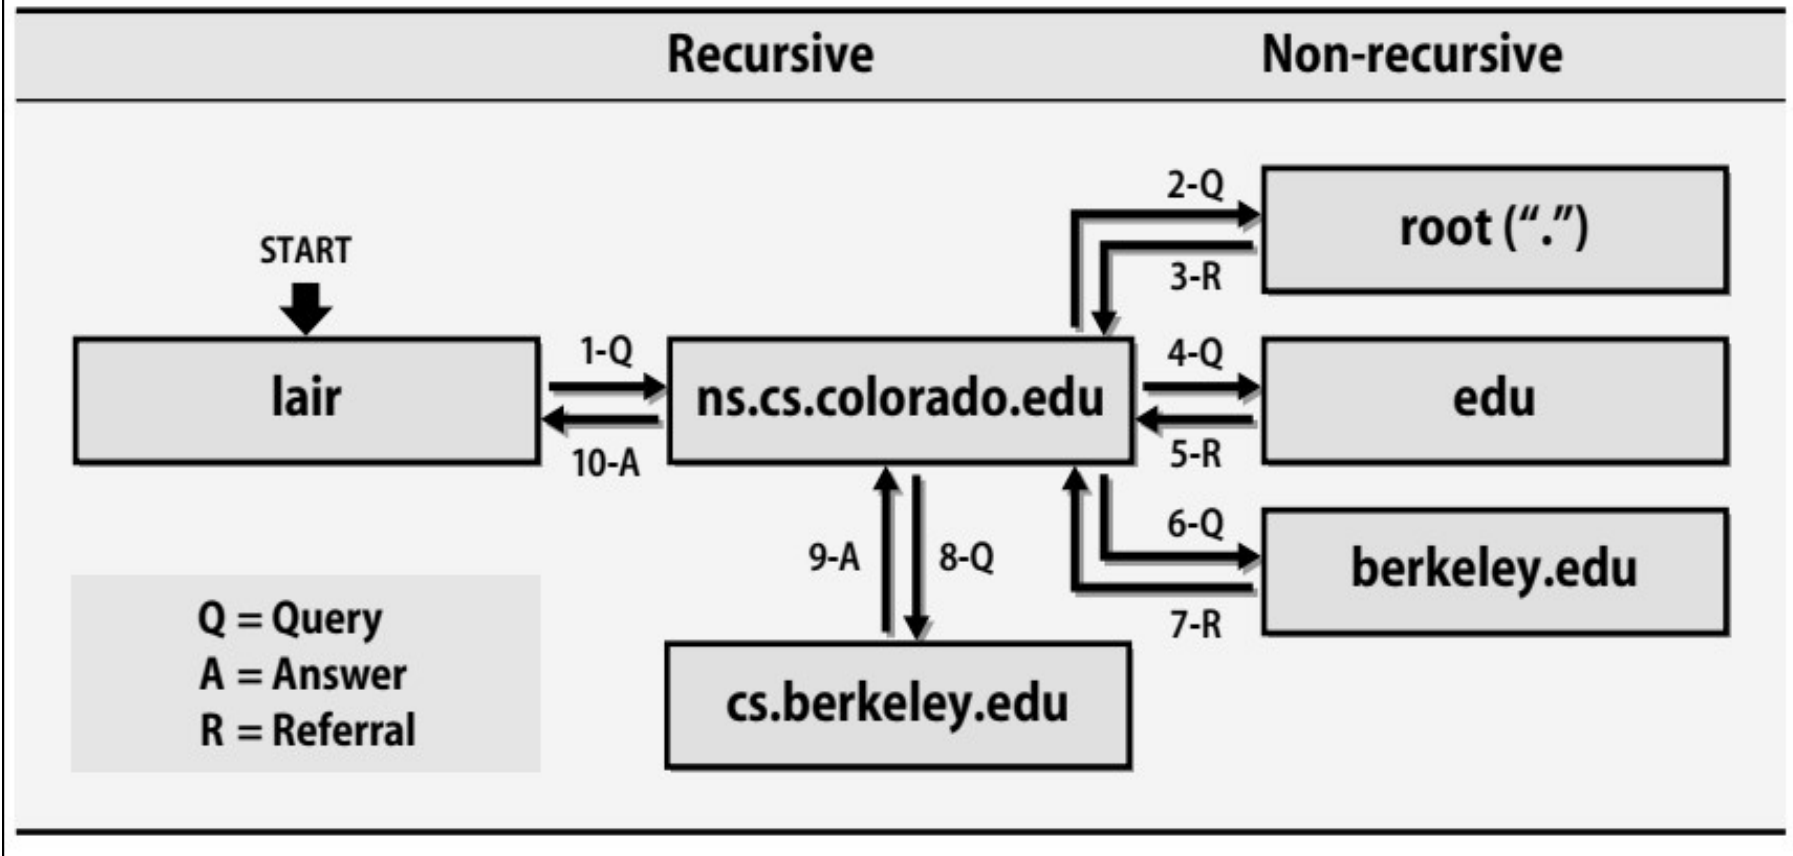 Recursive
Non-recursive
START
lair
1-Q
10-A
ns.cs.colorado.edu
2-Q
3-R
root (“.”)
4-Q
5-R
edu
6-Q
7-R
berkeley.edu
9-A
8-Q
cs.berkeley.edu
Q = Query
A = Answer
R = Referral